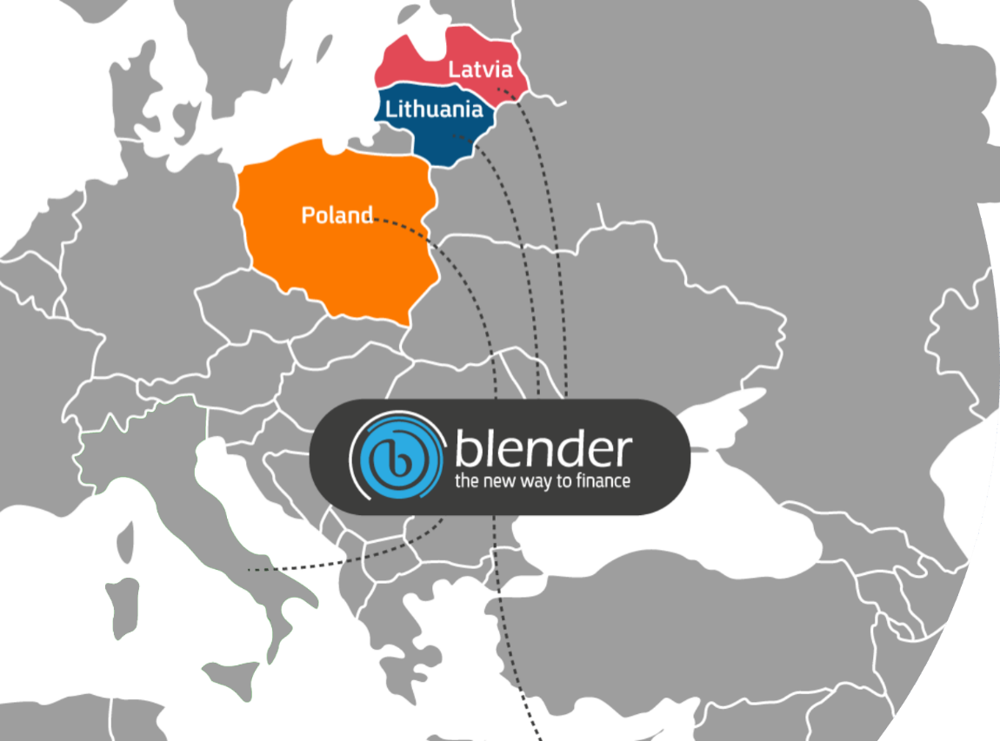 Latvia
Lithuania
Poland
b blender
the new way to finance